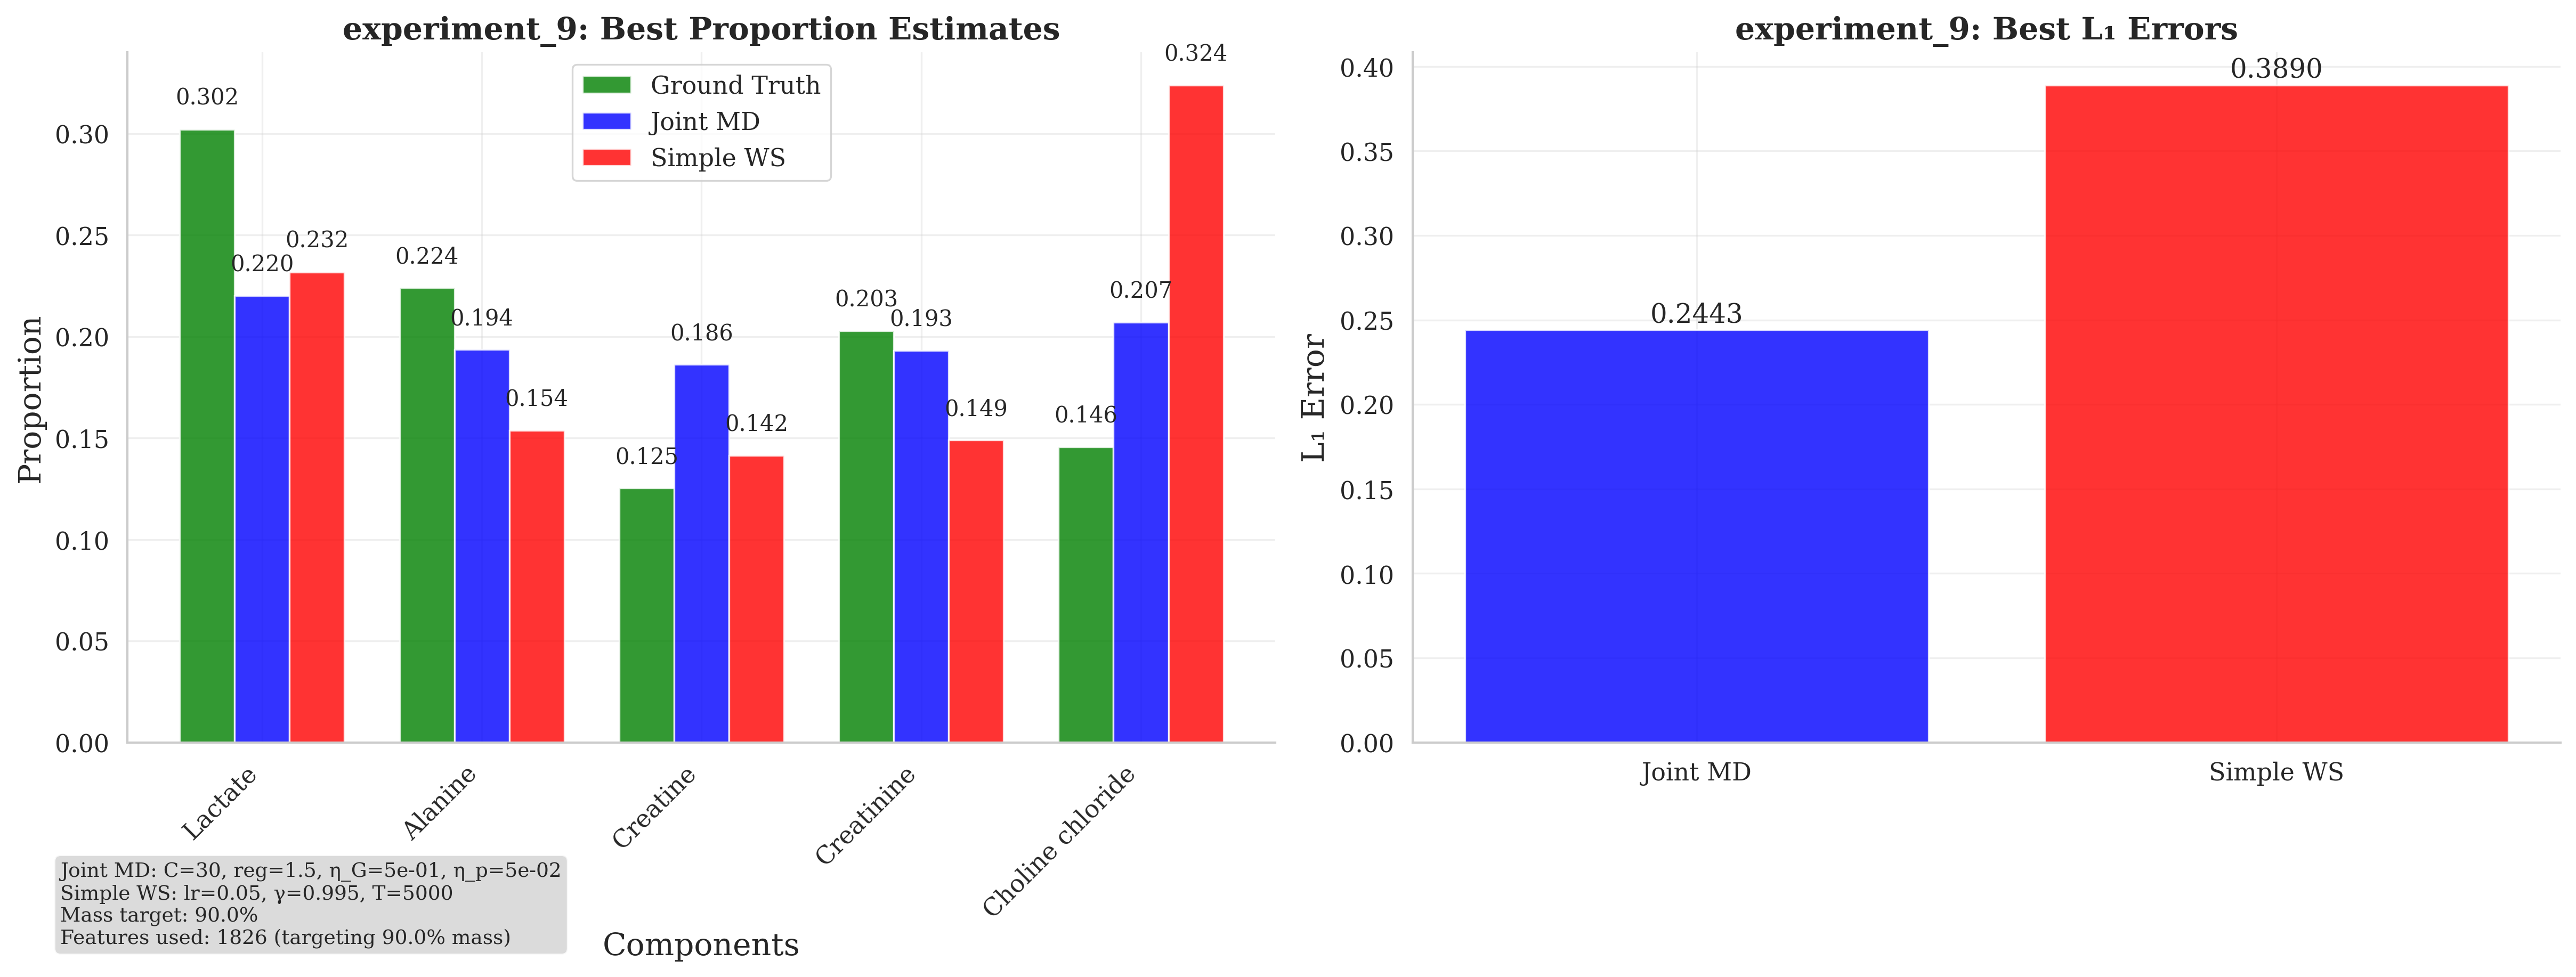 experiment_9: Best Proportion Estimates
Ground Truth
Joint MD
Simple WS
Proportion
0.30
0.25
0.20
0.15
0.10
0.05
0.00
0.302
0.220
0.232
0.224
0.194
0.154
0.125
0.186
0.142
0.203
0.193
0.149
0.146
0.207
0.324
Lactate
Alanine
Creatine
Creatinine
Choline chloride
Components
Joint MD: C=30, reg=1.5, η_G=5e-01, η_p=5e-02
Simple WS: lr=0.05, γ=0.995, T=5000
Mass target: 90.0%
Features used: 1826 (targeting 90.0% mass)
experiment_9: Best L₁ Errors
L₁ Error
0.40
0.35
0.30
0.25
0.20
0.15
0.10
0.05
0.00
0.2443
0.3890
Joint MD
Simple WS